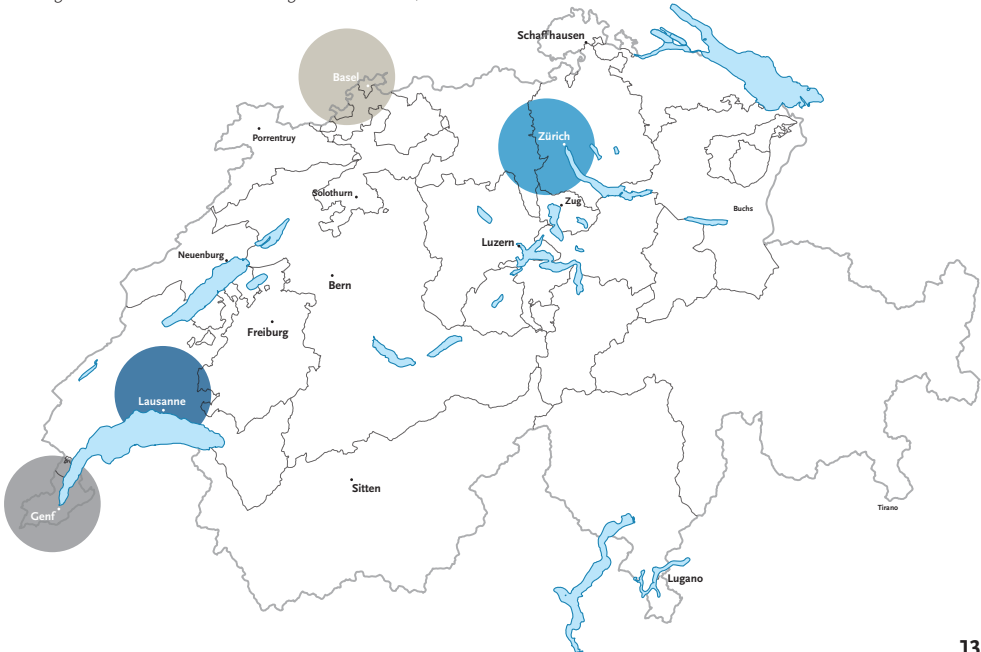 Schaffhausen
Basel
Zürich
Porrentruy
Solothurn
Zug
Buchs
Luzern
Neuenburg
Bern
Freiburg
Lausanne
Sitten
Genf
Tirano
Lugano
13